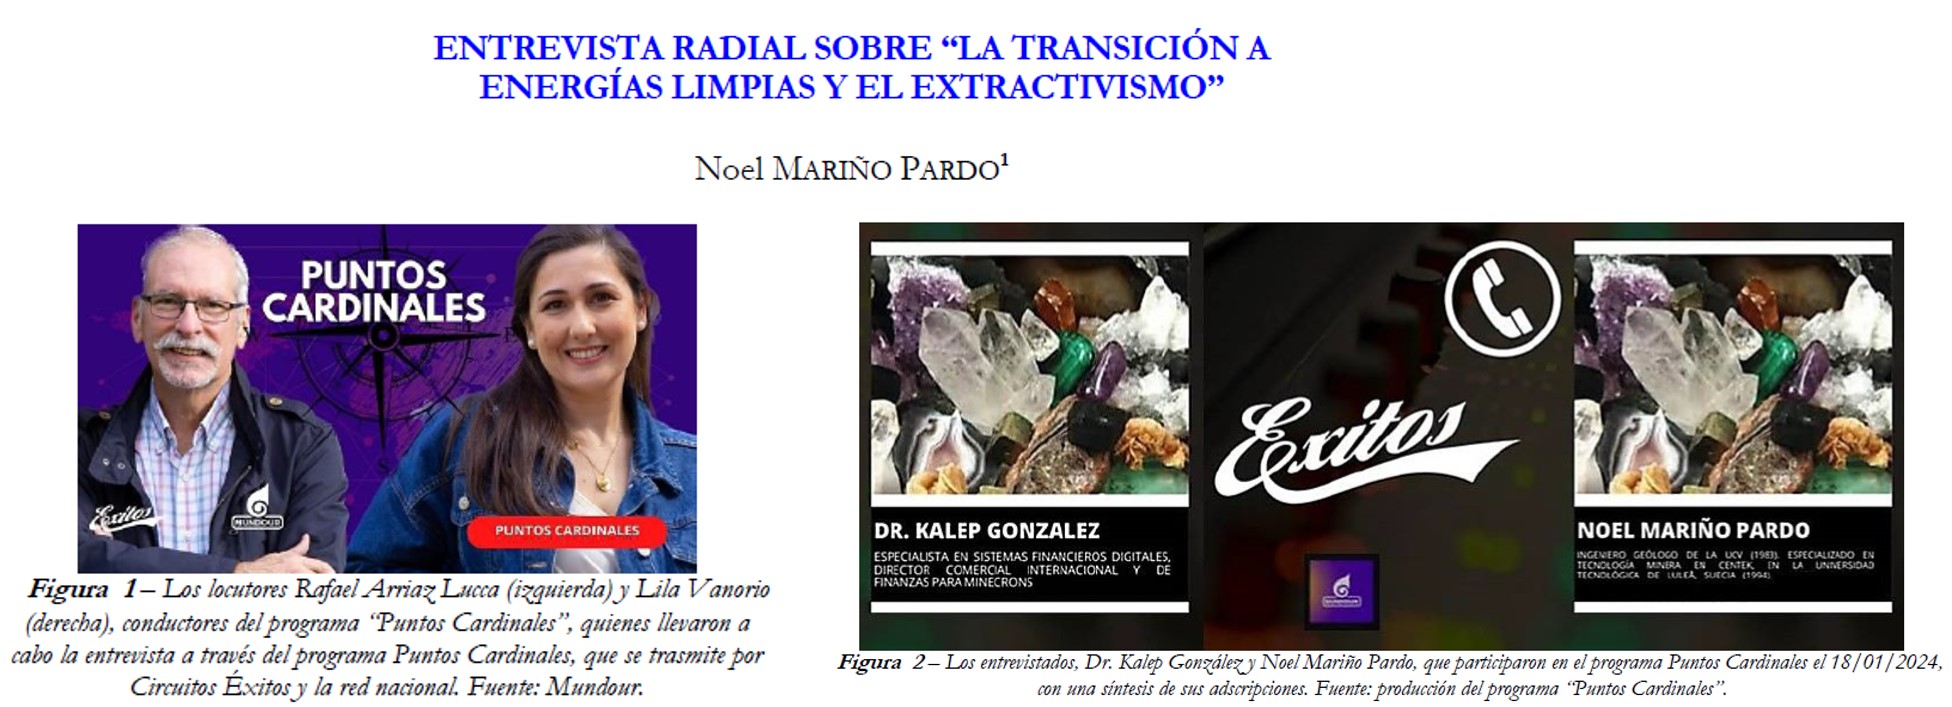 ENTREVISTA RADIAL SOBRE “LA TRANSICIÓN A
ENERGÍAS LIMPIAS Y EL EXTRACTIVISMO”
Noel MARIÑO PARDO¹
PUNTOS
CARDINALES
S
Exitos
MUNDOUR
PUNTOS CARDINALES
Figura 1 – Los locutores Rafael Arriaz Lucca (izquierda) y Lila Vanorio
(derecha), conductores del programa “Puntos Cardinales”, quienes llevaron a
cabo la entrevista a través del programa Puntos Cardinales, que se trasmite por
Circuitos Éxitos y la red nacional. Fuente: Mundour.
DR. KALEP GONZALEZ
ESPECIALISTA EN SISTEMAS FINANCIEROS DIGITALES,
DIRECTOR COMERCIAL INTERNACIONAL Y DE
FINANZAS PARA MINECRONS
Exitos
NOEL MARIÑO PARDO
INGENIERO GEÓLOGO DE LA UCV (1983). ESPECIALIZADO EN
TECNOLOGÍA MINERA EN CENTEK, EN LA UNIVERSIDAD
TECNOLÓGICA DE LULEÅ, SUECIA (1994).
Figura 2 – Los entrevistados, Dr. Kalep González y Noel Mariño Pardo, que participaron en el programa Puntos Cardinales el 18/01/2024,
con una síntesis de sus adscripciones. Fuente: producción del programa “Puntos Cardinales”.